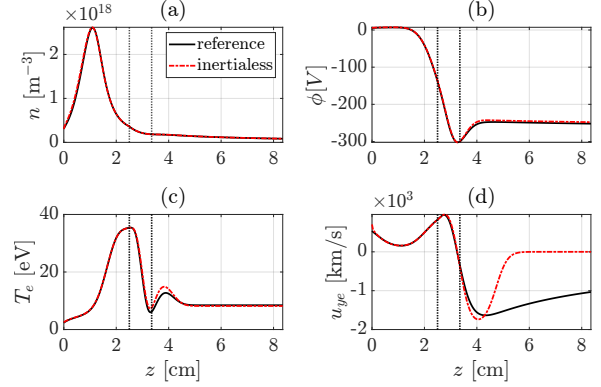 ×10^18 (a)
n [m^−3]
2
1
0
0 2 4 6 8
reference
inertialess
(b)
ϕ[V]
0
-100
-200
-300
0 2 4 6 8
(c)
T_e [eV]
40
20
0
0 2 4 6 8
z [cm]
×10^3 (d)
u_ye [km/s]
0
-1
-2
0 2 4 6 8
z [cm]